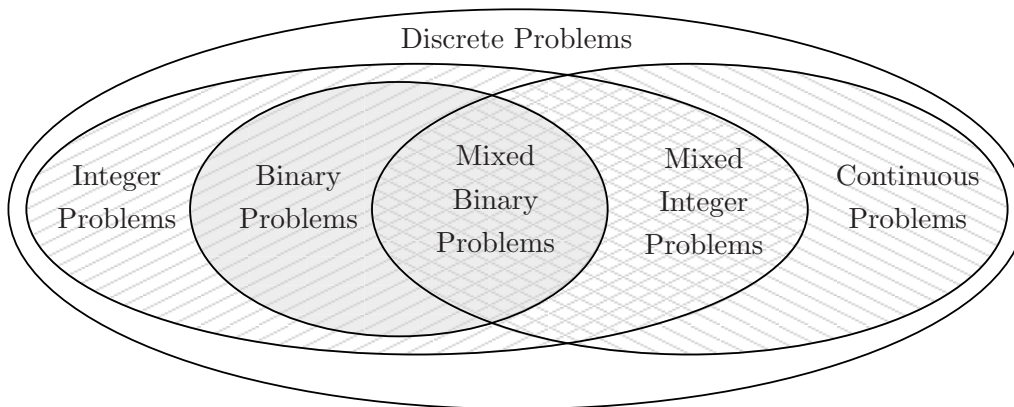 Discrete Problems
Integer
Problems
Binary
Problems
Mixed
Binary
Problems
Mixed
Integer
Problems
Continuous
Problems